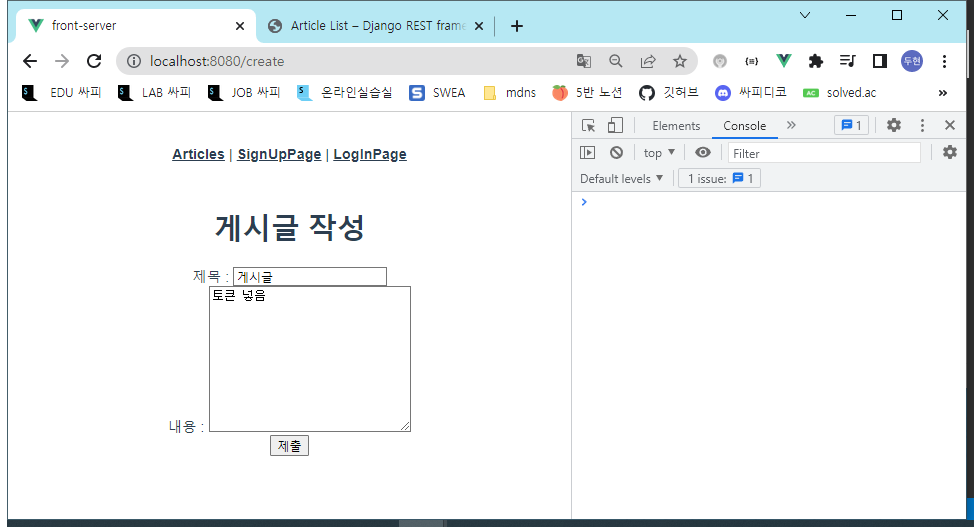 front-server
Article List – Django REST frame
localhost:8080/create
두현
EDU 싸피
LAB 싸피
JOB 싸피
온라인실습실
SWEA
mdns
5반 노션
깃허브
싸피디코
AC solved.ac
»
Elements
Console
»
1
Articles | SignUpPage | LogInPage
top ▼
Filter
Default levels ▼
1 issue: 1
게시글 작성
제목 : 게시글
토큰 넣음
내용 :
제출